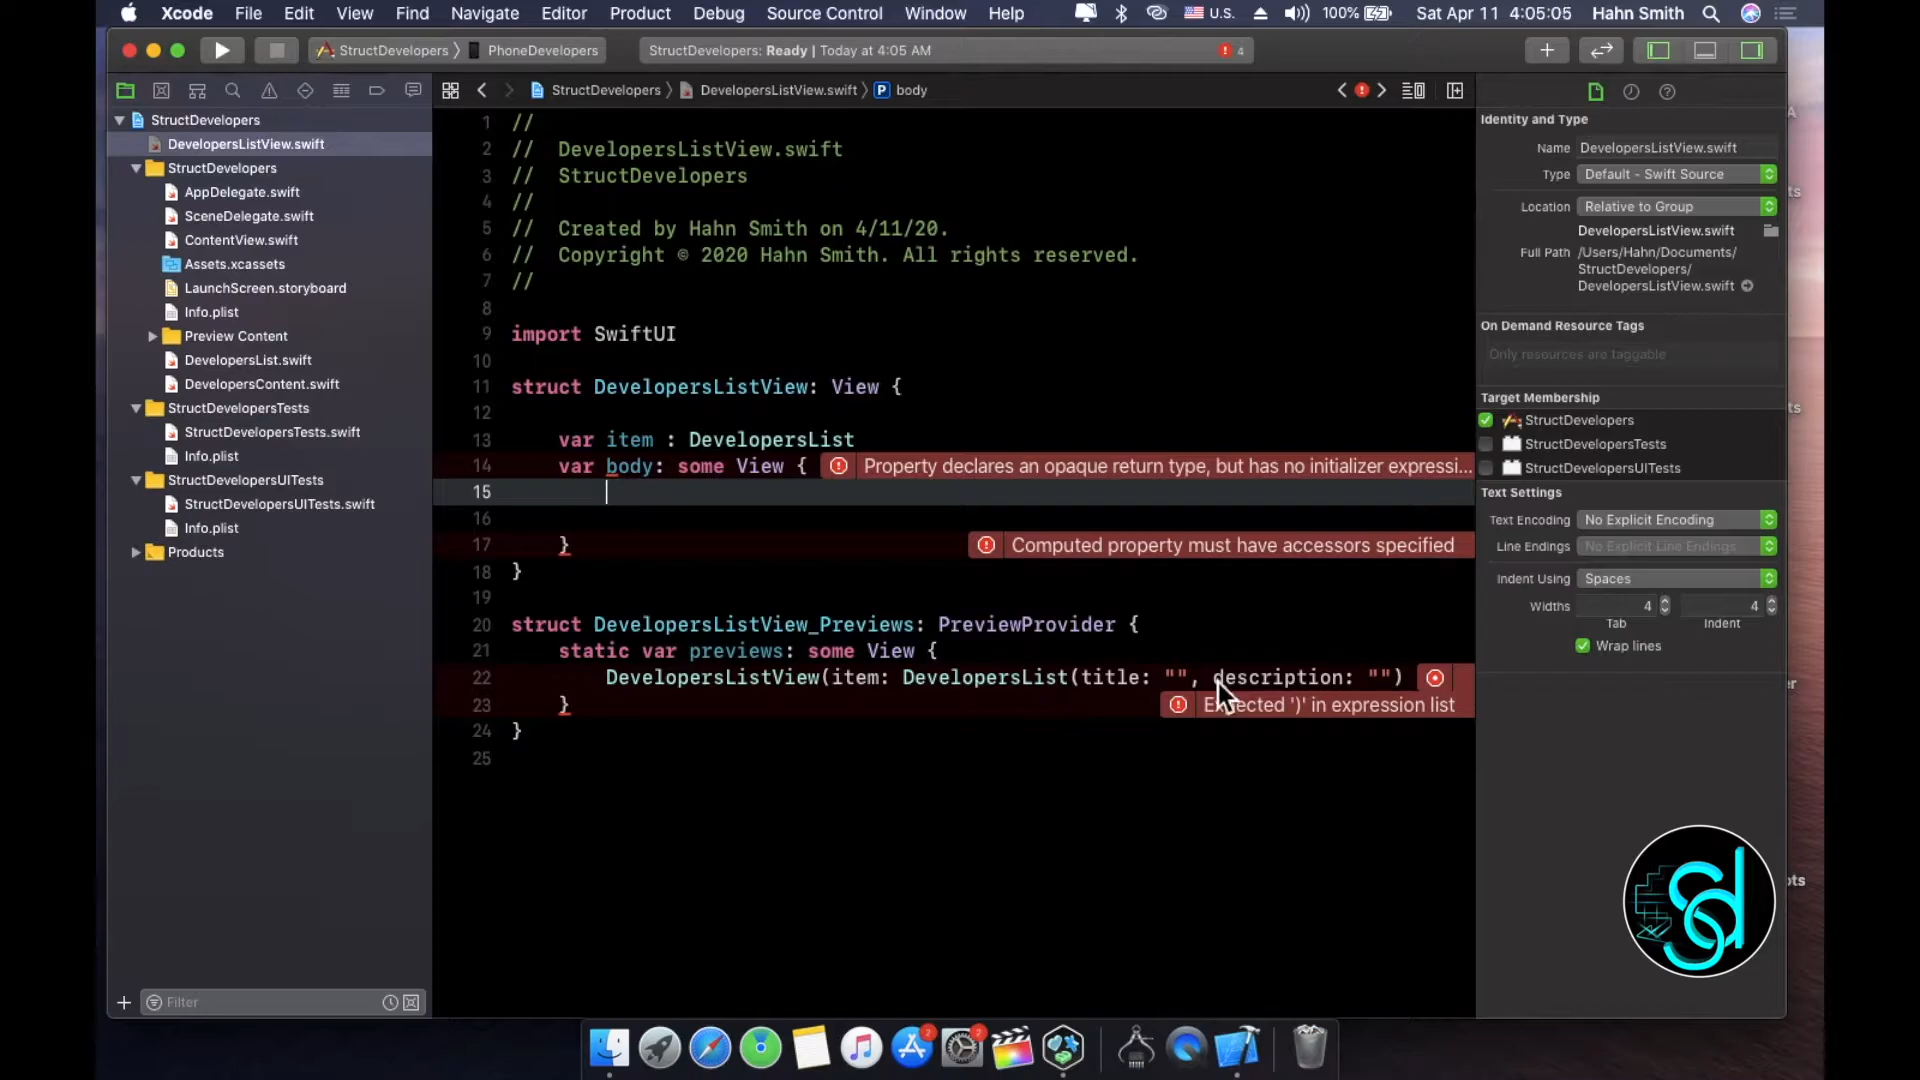 Xcode File Edit View Find Navigate Editor Product Debug Source Control Window Help U.S. 100% Sat Apr 11 4:05:05 Hahn Smith
StructDevelopers PhoneDevelopers StructDevelopers: Ready | Today at 4:05 AM 4
StructDevelopers DevelopersListView.swift P body
StructDevelopers
DevelopersListView.swift
StructDevelopers
AppDelegate.swift
SceneDelegate.swift
ContentView.swift
Assets.xcassets
LaunchScreen.storyboard
Info.plist
Preview Content
DevelopersList.swift
DevelopersContent.swift
StructDevelopersTests
StructDevelopersTests.swift
Info.plist
StructDevelopersUITests
StructDevelopersUITests.swift
Info.plist
Products
Filter
1 //
2 // DevelopersListView.swift
3 // StructDevelopers
4 //
5 // Created by Hahn Smith on 4/11/20.
6 // Copyright © 2020 Hahn Smith. All rights reserved.
7 //
8
9 import SwiftUI
10
11 struct DevelopersListView: View {
12
13 var item : DevelopersList
14 var body: some View { Property declares an opaque return type, but has no initializer expressi...
15
16
17 } Computed property must have accessors specified
18 }
19
20 struct DevelopersListView_Previews: PreviewProvider {
21 static var previews: some View {
22 DevelopersListView(item: DevelopersList(title: "", description: "")
23 } Expected ')' in expression list
24 }
25
Identity and Type
Name DevelopersListView.swift
Type Default - Swift Source
Location Relative to Group
DevelopersListView.swift
Full Path /Users/Hahn/Documents/
StructDevelopers/
DevelopersListView.swift
On Demand Resource Tags
Only resources are taggable
Target Membership
StructDevelopers
StructDevelopersTests
StructDevelopersUITests
Text Settings
Text Encoding No Explicit Encoding
Line Endings No Explicit Line Endings
Indent Using Spaces
Widths 4 4
Tab Indent
Wrap lines
sd
2 2